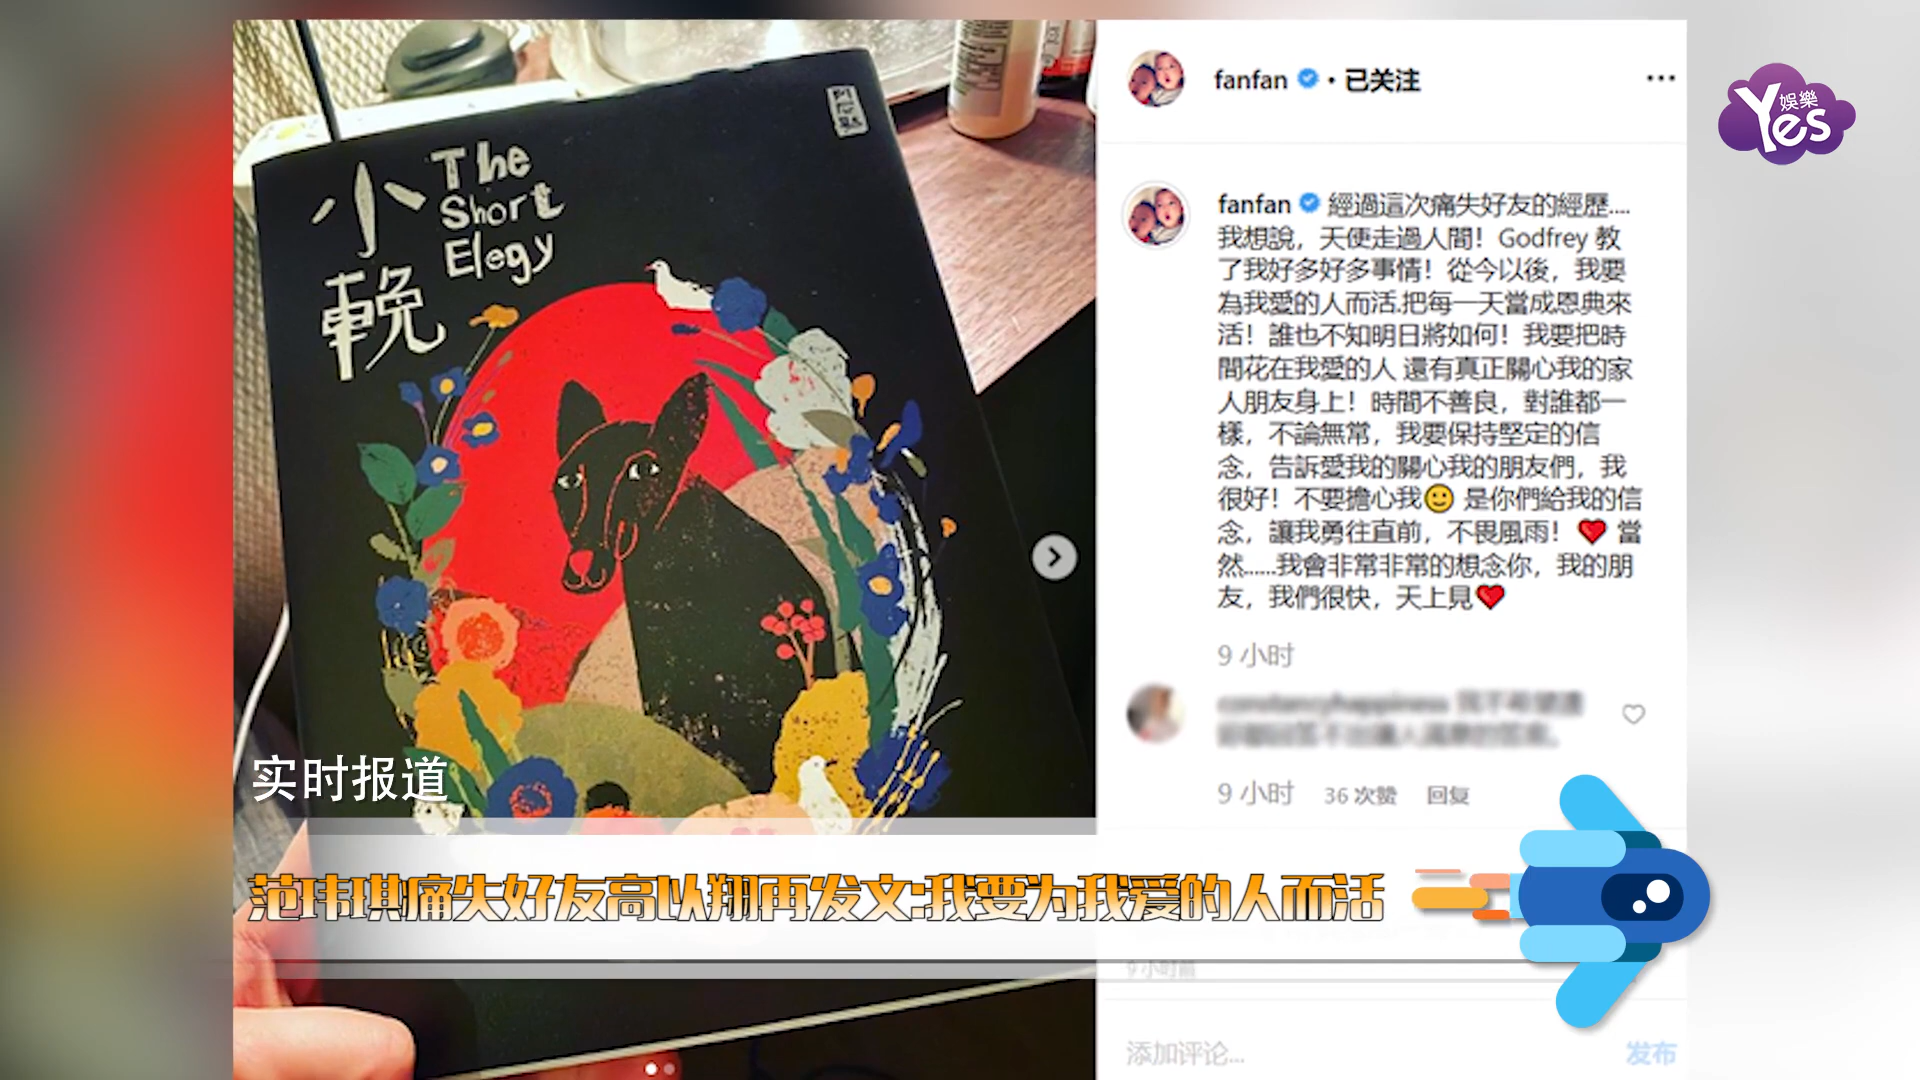 小輓
The
Short
Elegy
fanfan • 已关注
娛樂
Yes
fanfan 經過這次痛失好友的經歷....
我想說，天使走過人間！Godfrey 教
了我好多好多事情！從今以後，我要
為我愛的人而活.把每一天當成恩典來
活！誰也不知明日將如何！我要把時
間花在我愛的人 還有真正關心我的家
人朋友身上！時間不善良，對誰都一
樣，不論無常，我要保持堅定的信
念，告訴愛我的關心我的朋友們，我
很好！不要擔心我🙂 是你們給我的信
念，讓我勇往直前，不畏風雨！❤️ 當
然......我會非常非常的想念你，我的朋
友，我們很快，天上見❤️
9 小时
9 小时 36 次赞 回复
实时报道
范玮琪痛失好友高以翔再发文:我要为我爱的人而活
9 小时前
添加评论... 发布